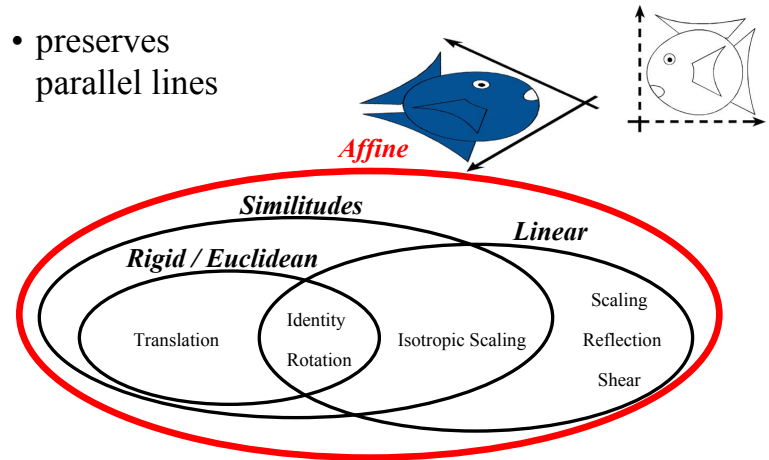 • preserves
parallel lines
Affine
Similitudes
Linear
Rigid / Euclidean
Scaling
Identity
Translation
Isotropic Scaling
Reflection
Rotation
Shear